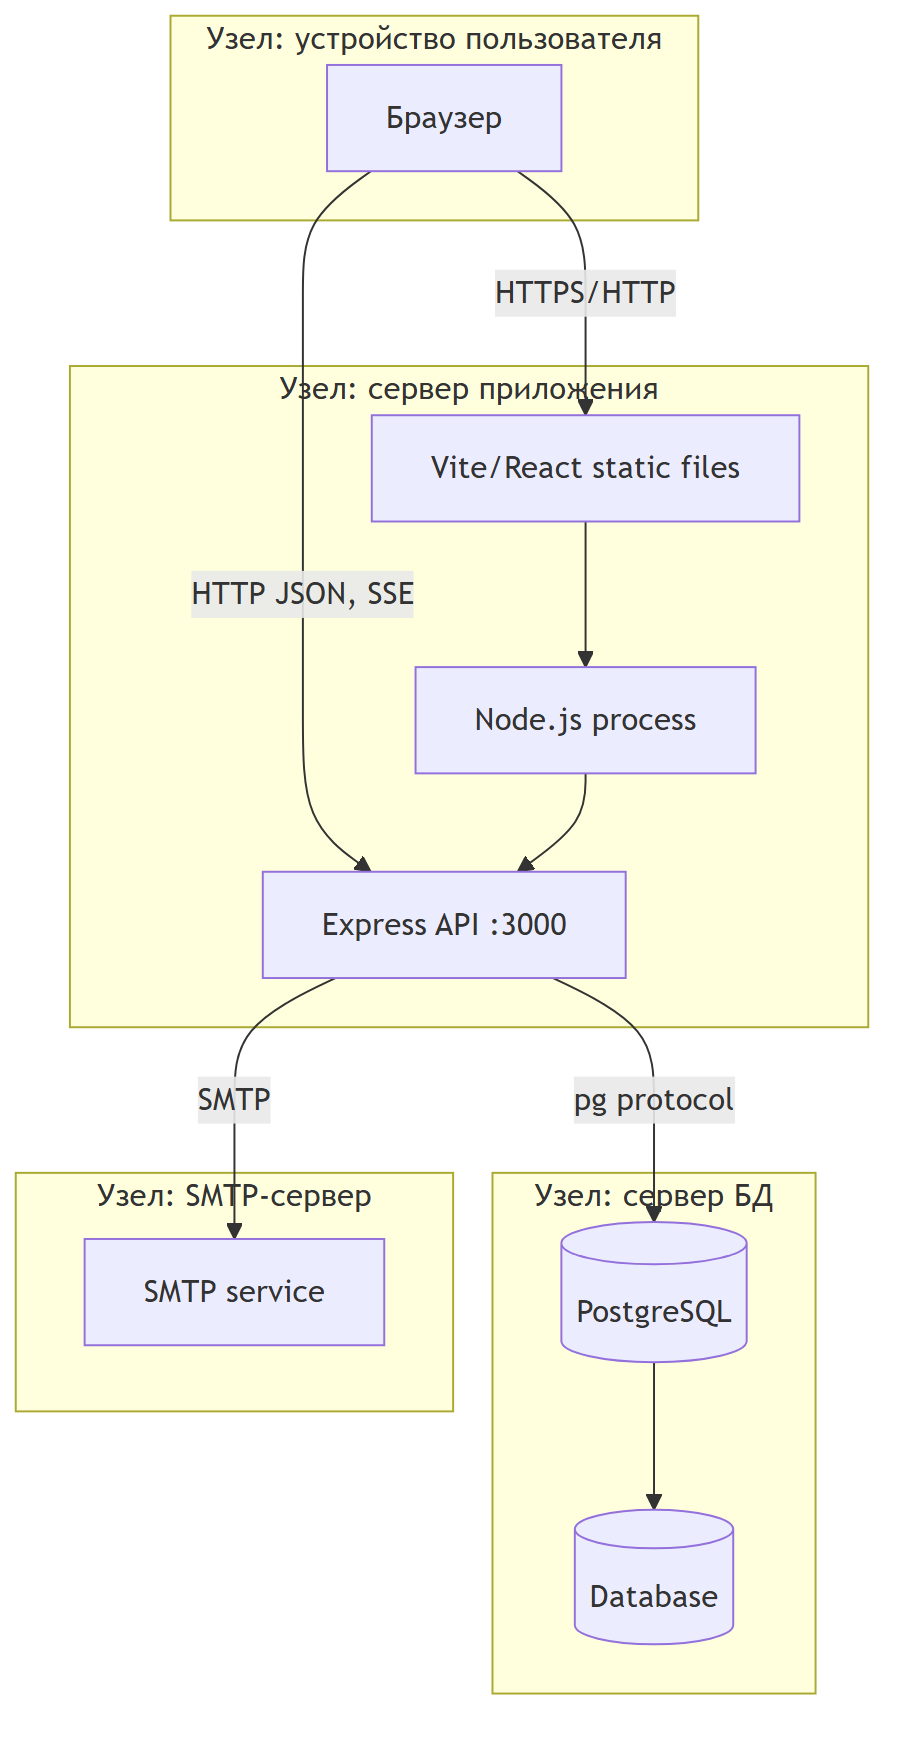 Узел: устройство пользователя
Браузер
HTTPS/HTTP
Узел: сервер приложения
Vite/React static files
HTTP JSON, SSE
Node.js process
Express API :3000
SMTP
pg protocol
Узел: SMTP-сервер
Узел: сервер БД
SMTP service
PostgreSQL
Database